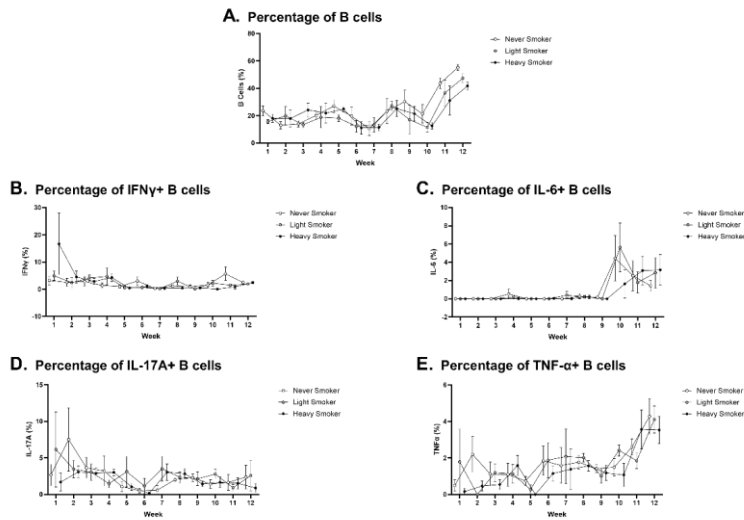 A. Percentage of B cells
80
60
40
20
0
B Cells (%)
1 2 3 4 5 6 7 8 9 10 11 12
Week
Never Smoker
Light Smoker
Heavy Smoker
B. Percentage of IFNγ+ B cells
30
20
10
0
-10
IFNγ (%)
1 2 3 4 5 6 7 8 9 10 11 12
Week
Never Smoker
Light Smoker
Heavy Smoker
C. Percentage of IL-6+ B cells
10
8
6
4
2
0
-2
IL-6 (%)
1 2 3 4 5 6 7 8 9 10 11 12
Week
Never Smoker
Light Smoker
Heavy Smoker
D. Percentage of IL-17A+ B cells
15
10
5
0
IL-17A (%)
1 2 3 4 5 6 7 8 9 10 11 12
Week
Never Smoker
Light Smoker
Heavy Smoker
E. Percentage of TNF-α+ B cells
6
4
2
0
TNFα (%)
1 2 3 4 5 6 7 8 9 10 11 12
Week
Never Smoker
Light Smoker
Heavy Smoker